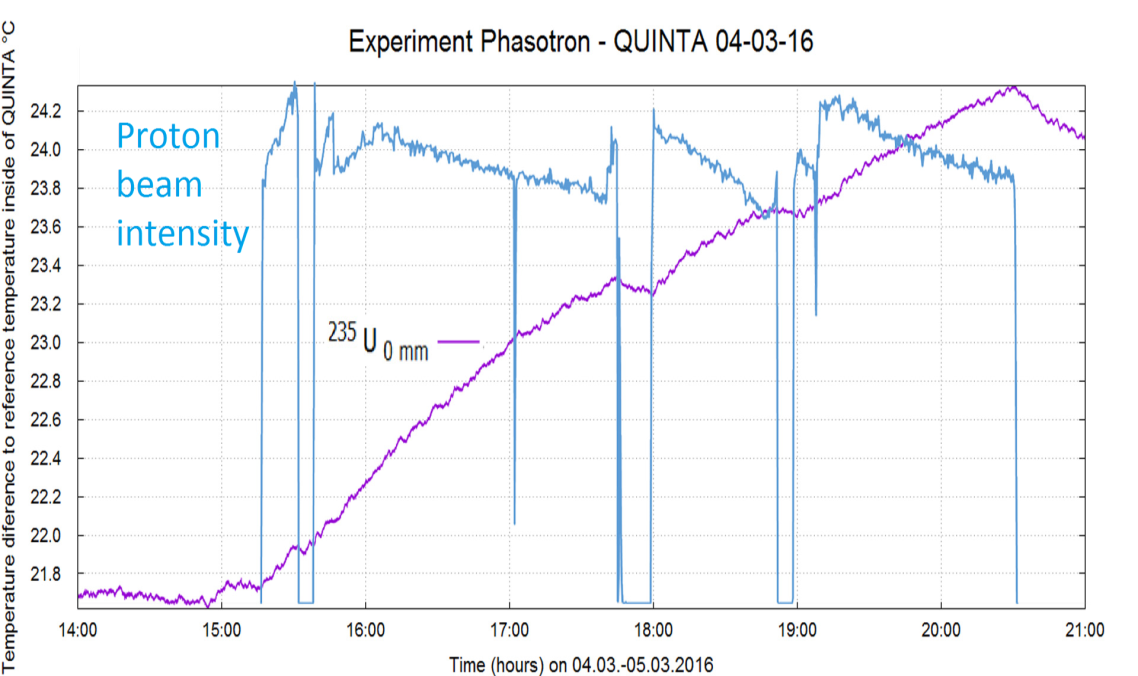 Experiment Phasotron - QUINTA 04-03-16
Temperature diference to reference temperature inside of QUINTA °C
24.2
24.0
23.8
23.6
23.4
23.2
23.0
22.8
22.6
22.4
22.2
22.0
21.8
Proton
beam
intensity
235 U 0 mm
14:00 15:00 16:00 17:00 18:00 19:00 20:00 21:00
Time (hours) on 04.03.-05.03.2016